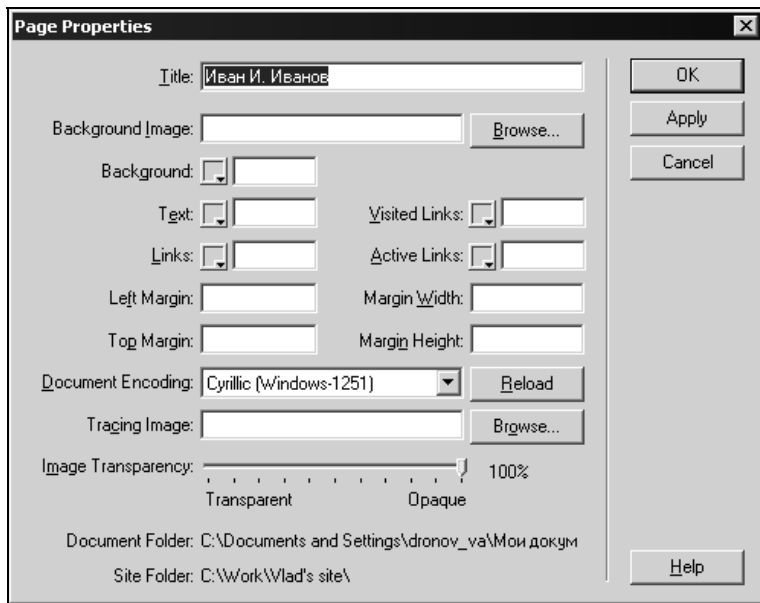 Page Properties
Title: Иван И. Иванов
OK
Background Image:
Browse...
Apply
Background:
Cancel
Text:
Visited Links:
Links:
Active Links:
Left Margin:
Margin Width:
Top Margin:
Margin Height:
Document Encoding: Cyrillic (Windows-1251)
Reload
Tracing Image:
Browse...
Image Transparency:
100%
Transparent
Opaque
Document Folder: C:\Documents and Settings\dronov_va\Мои докум
Site Folder: C:\Work\Vlad's site\
Help